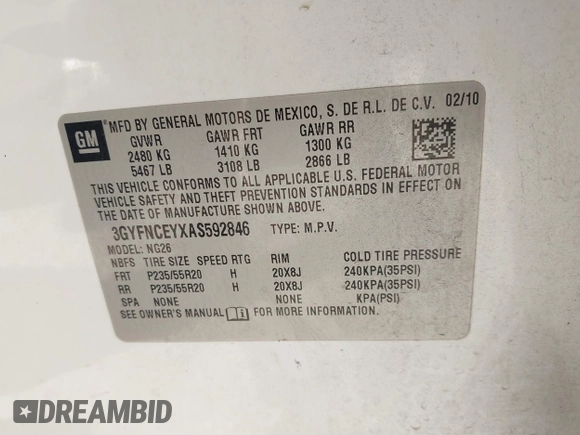 GM
MFD BY GENERAL MOTORS DE MEXICO, S. DE R.L. DE C.V. 02/10
GVWR GAWR FRT GAWR RR
2480 KG 1410 KG 1300 KG
5467 LB 3108 LB 2866 LB
THIS VEHICLE CONFORMS TO ALL APPLICABLE U.S. FEDERAL MOTOR
VEHICLE SAFETY AND THEFT PREVENTION STANDARDS IN EFFECT ON
THE DATE OF MANUFACTURE SHOWN ABOVE.
3GYFNCEYXAS592846 TYPE: M.P.V.
MODEL: NG26
NBFS TIRE SIZE SPEED RTG RIM COLD TIRE PRESSURE
FRT P235/55R20 H 20X8J 240KPA(35PSI)
RR P235/55R20 H 20X8J 240KPA(35PSI)
SPA NONE NONE KPA(PSI)
SEE OWNER'S MANUAL FOR MORE INFORMATION.
DREAMBID